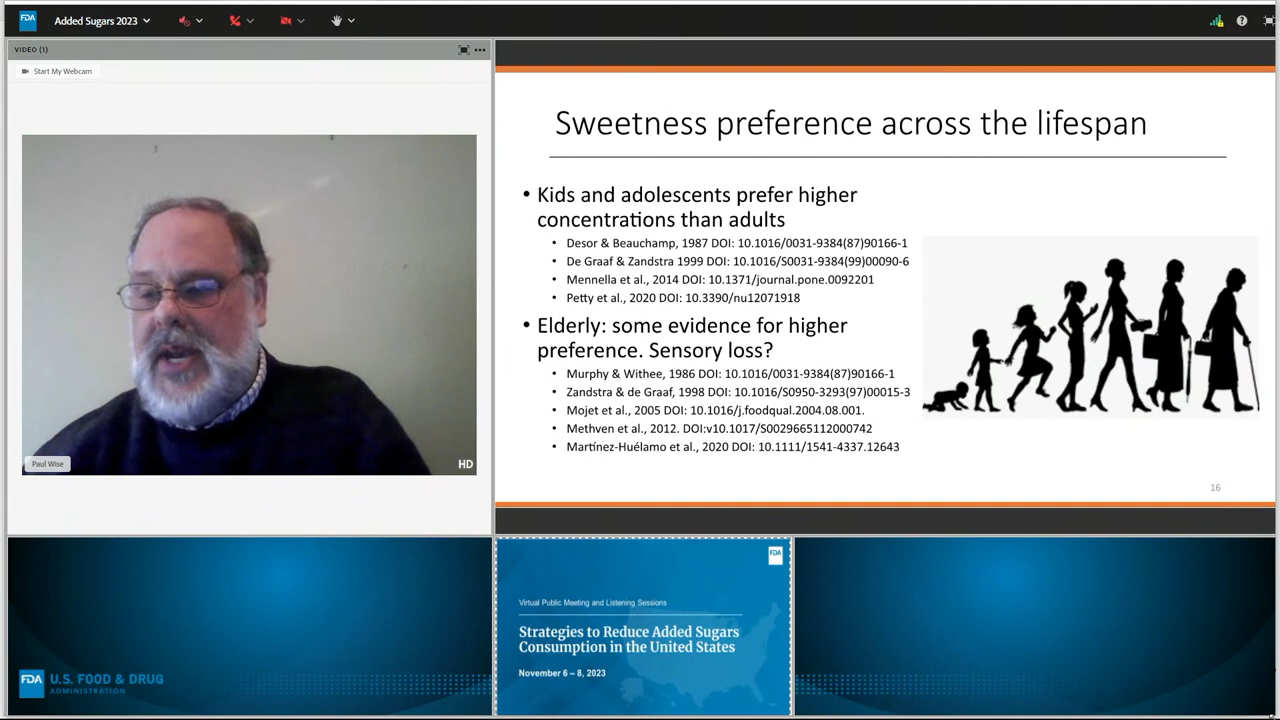 FDA
Added Sugars 2023
VIDEO (1)
Start My Webcam
Paul Wise
HD
Sweetness preference across the lifespan
• Kids and adolescents prefer higher
concentrations than adults
• Desor & Beauchamp, 1987 DOI: 10.1016/0031-9384(87)90166-1
• De Graaf & Zandstra 1999 DOI: 10.1016/S0031-9384(99)00090-6
• Mennella et al., 2014 DOI: 10.1371/journal.pone.0092201
• Petty et al., 2020 DOI: 10.3390/nu12071918
• Elderly: some evidence for higher
preference. Sensory loss?
• Murphy & Withee, 1986 DOI: 10.1016/0031-9384(87)90166-1
• Zandstra & de Graaf, 1998 DOI: 10.1016/S0950-3293(97)00015-3
• Mojet et al., 2005 DOI: 10.1016/j.foodqual.2004.08.001.
• Methven et al., 2012. DOI:v10.1017/S0029665112000742
• Martínez-Huélamo et al., 2020 DOI: 10.1111/1541-4337.12643
16
FDA U.S. FOOD & DRUG
ADMINISTRATION
FDA
Virtual Public Meeting and Listening Sessions
Strategies to Reduce Added Sugars
Consumption in the United States
November 6 – 8, 2023